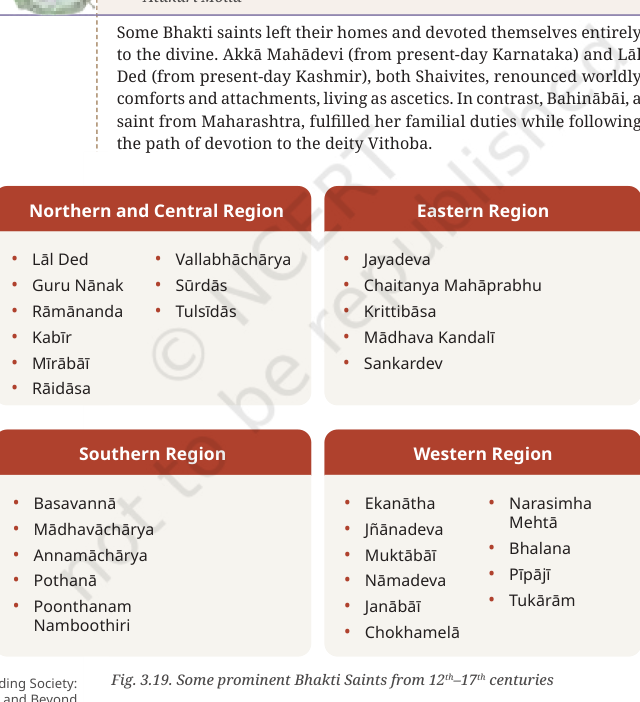 Some Bhakti saints left their homes and devoted themselves entirely
to the divine. Akkā Mahādevi (from present-day Karnataka) and Lāl
Ded (from present-day Kashmir), both Shaivites, renounced worldly
comforts and attachments, living as ascetics. In contrast, Bahinābāi, a
saint from Maharashtra, fulfilled her familial duties while following
the path of devotion to the deity Vithoba.
Northern and Central Region
• Lāl Ded
• Guru Nānak
• Rāmānanda
• Kabīr
• Mīrābāī
• Rāidāsa
• Vallabhāchārya
• Sūrdās
• Tulsīdās
Eastern Region
• Jayadeva
• Chaitanya Mahāprabhu
• Krittibāsa
• Mādhava Kandalī
• Sankardev
Southern Region
• Basavannā
• Mādhavāchārya
• Annamāchārya
• Pothanā
• Poonthanam
Namboothiri
Western Region
• Ekanātha
• Jñānadeva
• Muktābāī
• Nāmadeva
• Janābāī
• Chokhamelā
• Narasimha
Mehtā
• Bhalana
• Pīpājī
• Tukārām
Fig. 3.19. Some prominent Bhakti Saints from 12th–17th centuries
ding Society:
and Beyond
© NCERT
not to be republished